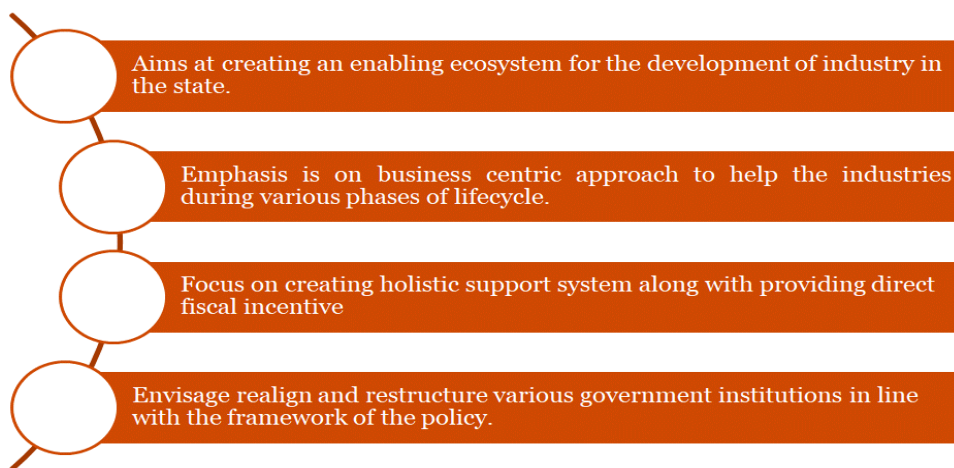 Aims at creating an enabling ecosystem for the development of industry in
the state.
Emphasis is on business centric approach to help the industries
during various phases of lifecycle.
Focus on creating holistic support system along with providing direct
fiscal incentive
Envisage realign and restructure various government institutions in line
with the framework of the policy.